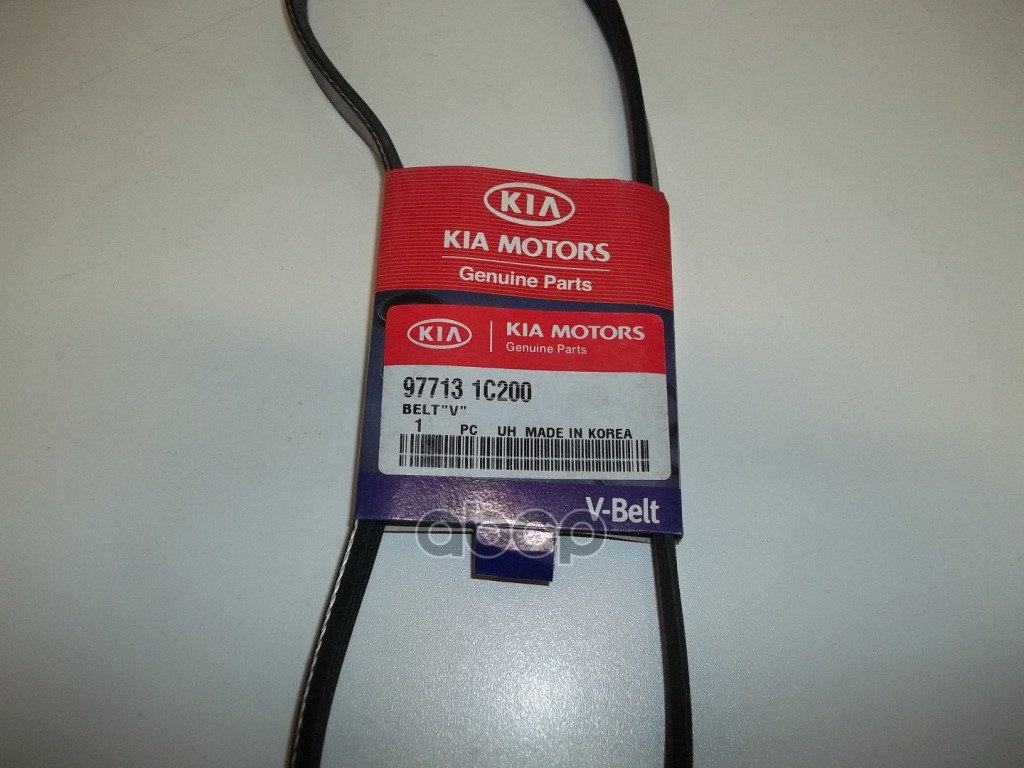 KIA
KIA MOTORS
Genuine Parts
KIA
KIA MOTORS
Genuine Parts
97713 1C200
BELT"V"
1 PC UH MADE IN KOREA
V-Belt
авор